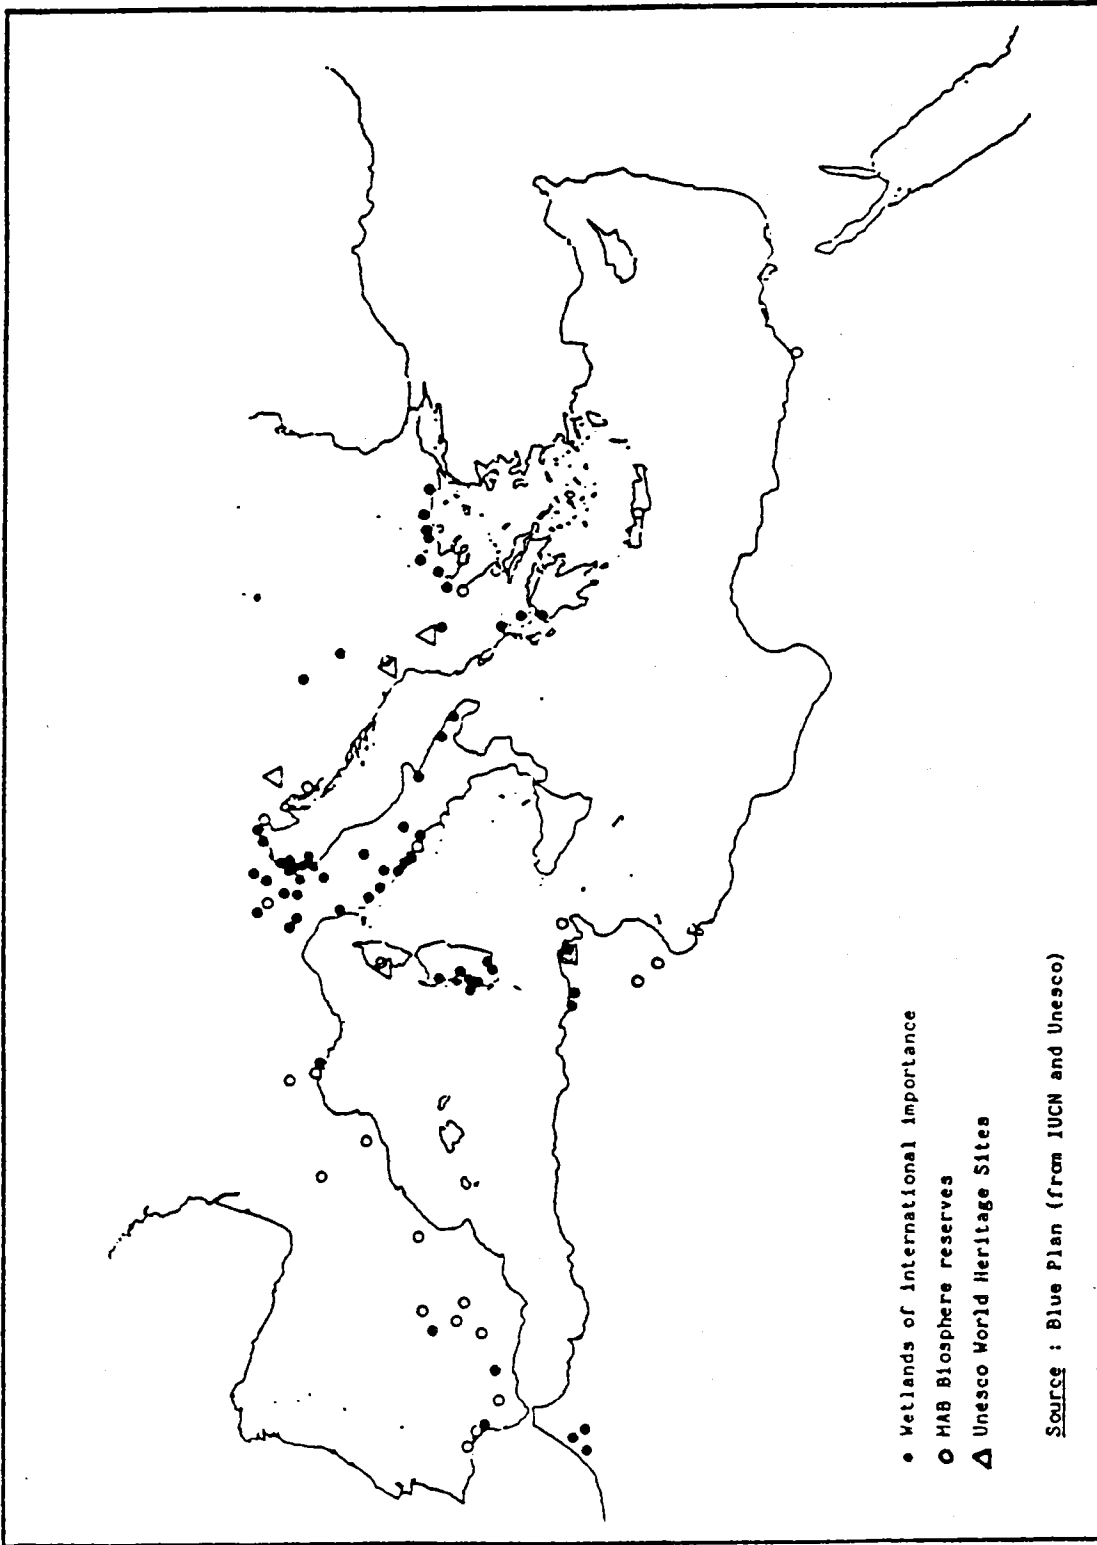 ● Wetlands of international importance
O MAB Biosphere reserves
△ Unesco World Heritage Sites
Source : Blue Plan (from IUCN and Unesco)